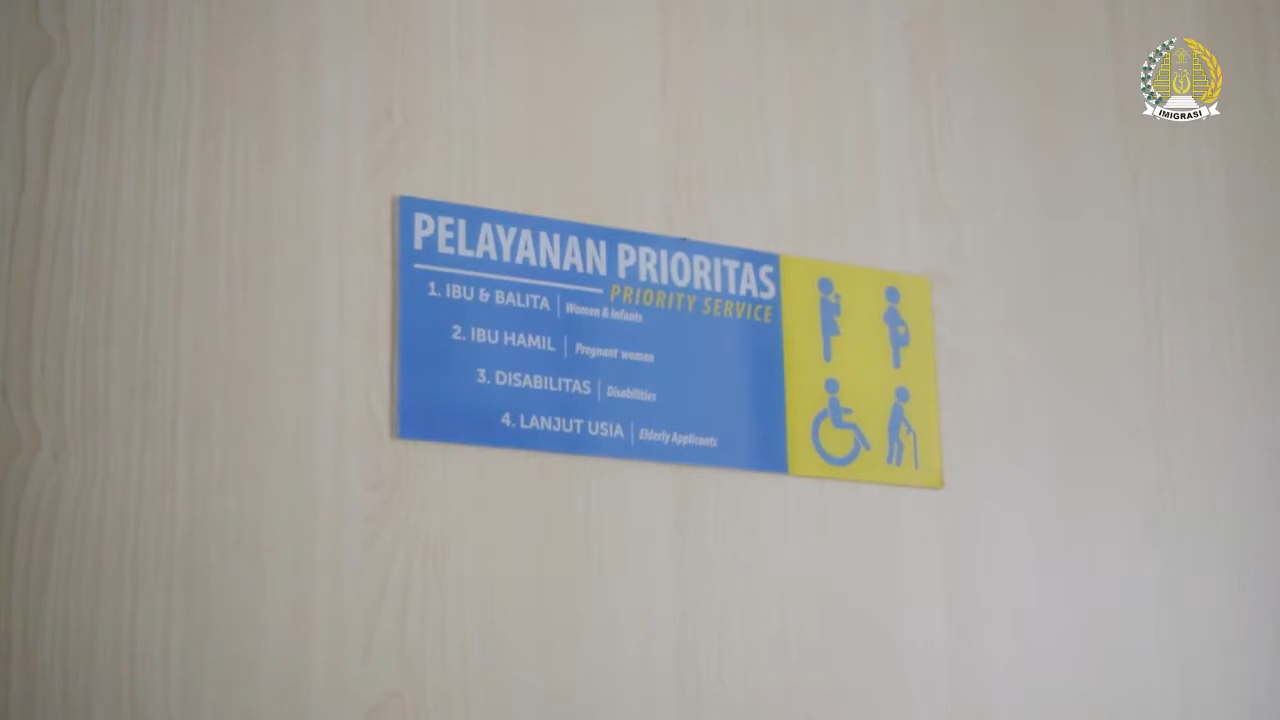 IMIGRASI
PELAYANAN PRIORITAS
PRIORITY SERVICE
1. IBU & BALITA | Women & infants
2. IBU HAMIL | Pregnant women
3. DISABILITAS | Disabilities
4. LANJUT USIA | Elderly Applicants